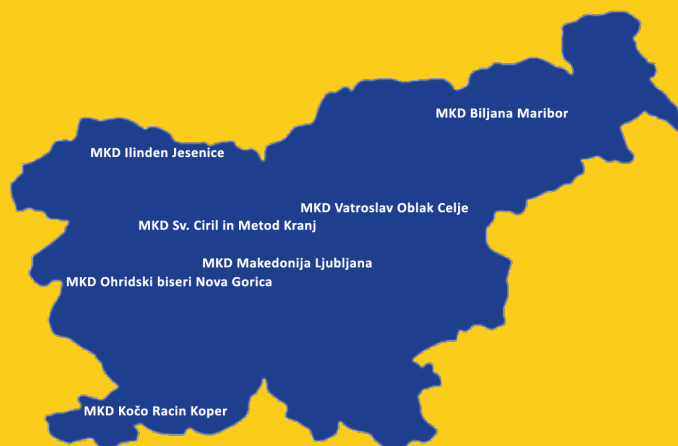 MKD Biljana Maribor
MKD Ilinden Jesenice
MKD Vatroslav Oblak Celje
MKD Sv. Ciril in Metod Kranj
MKD Makedonija Ljubljana
MKD Ohridski biseri Nova Gorica
MKD Kočo Racin Koper